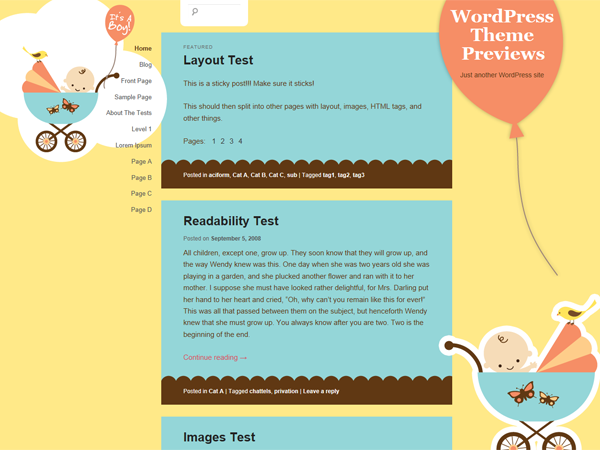 It's A
Boy!
Home
Blog
Front Page
Sample Page
About The Tests
Level 1
Lorem Ipsum
Page A
Page B
Page C
Page D
WordPress
Theme
Previews
Just another WordPress site
FEATURED
Layout Test
This is a sticky post!!! Make sure it sticks!
This should then split into other pages with layout, images, HTML tags, and
other things.
Pages: 1 2 3 4
Posted in aciform, Cat A, Cat B, Cat C, sub | Tagged tag1, tag2, tag3
Readability Test
Posted on September 5, 2008
All children, except one, grow up. They soon know that they will grow up, and
the way Wendy knew was this. One day when she was two years old she was
playing in a garden, and she plucked another flower and ran with it to her
mother. I suppose she must have looked rather delightful, for Mrs. Darling put
her hand to her heart and cried, "Oh, why can't you remain like this for ever!"
This was all that passed between them on the subject, but henceforth Wendy
knew that she must grow up. You always know after you are two. Two is the
beginning of the end.
Continue reading →
Posted in Cat A | Tagged chattels, privation | Leave a reply
Images Test